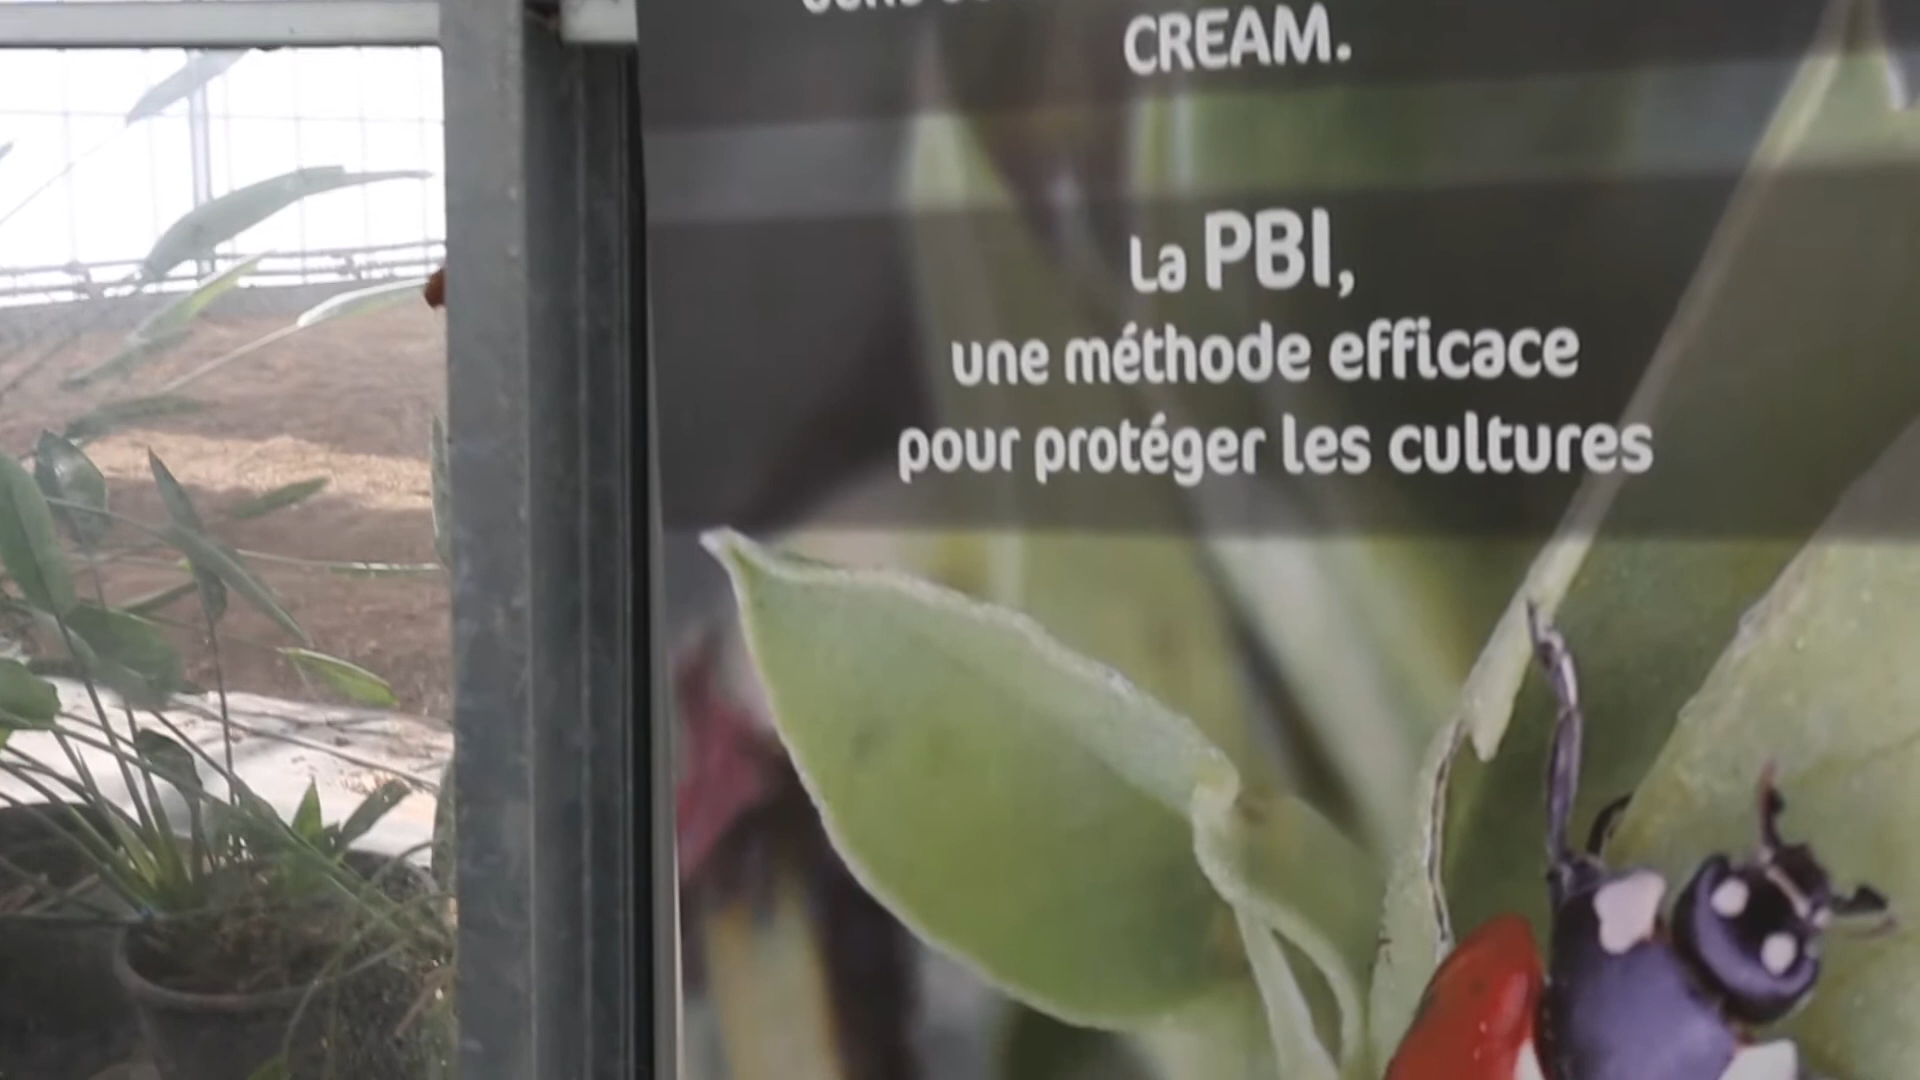 CREAM.
La PBI,
une méthode efficace
pour protéger les cultures